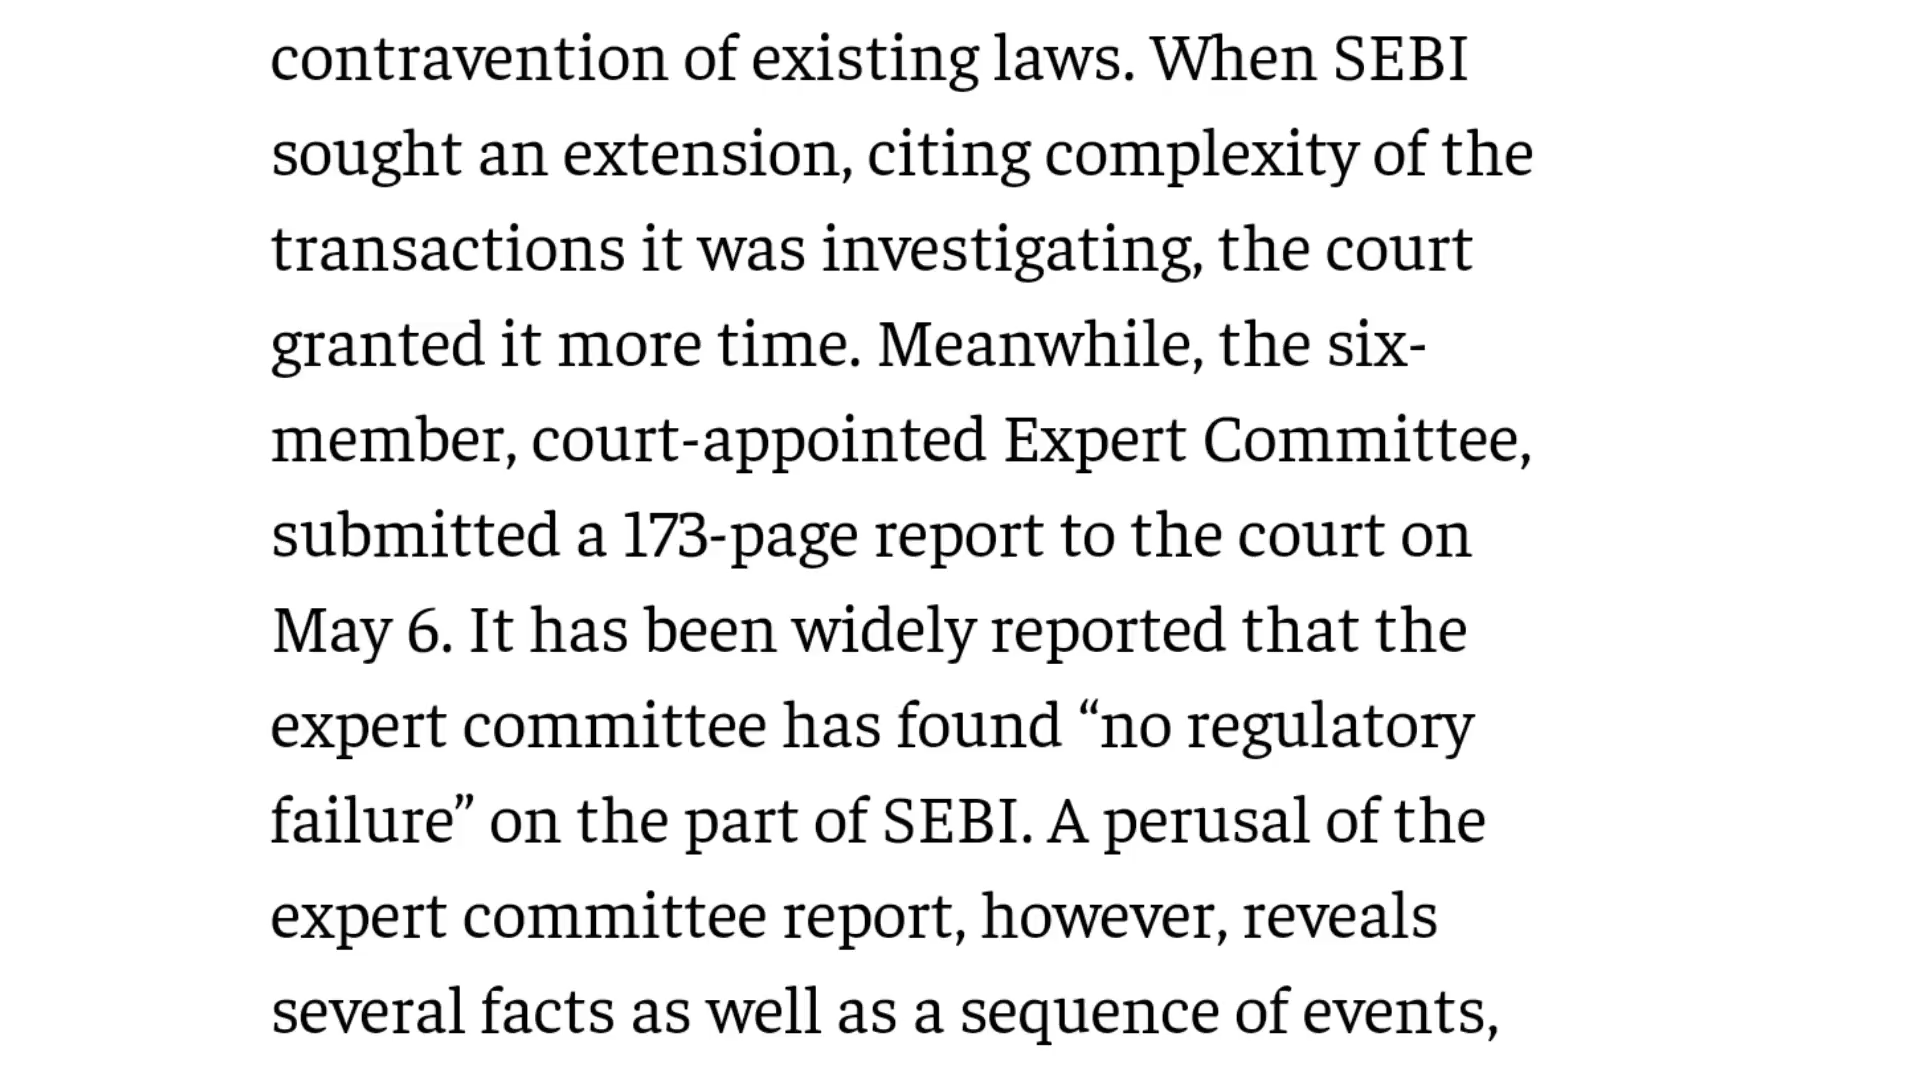 contravention of existing laws. When SEBI
sought an extension, citing complexity of the
transactions it was investigating, the court
granted it more time. Meanwhile, the six-
member, court-appointed Expert Committee,
submitted a 173-page report to the court on
May 6. It has been widely reported that the
expert committee has found “no regulatory
failure” on the part of SEBI. A perusal of the
expert committee report, however, reveals
several facts as well as a sequence of events,